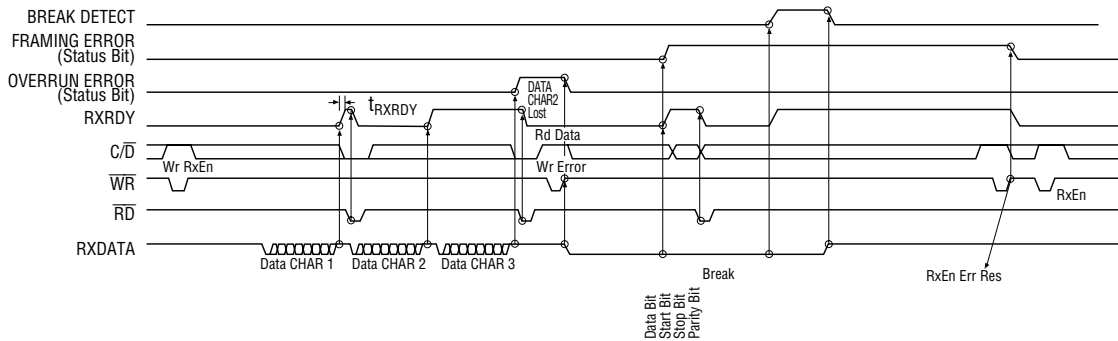 BREAK DETECT
FRAMING ERROR
(Status Bit)
OVERRUN ERROR
(Status Bit)
DATA
CHAR2
Lost
tRXRDY
RXRDY
Rd Data
C/D̅
Wr RxEn
Wr Error
W̅R̅
RxEn
R̅D̅
RXDATA
Data CHAR 1
Data CHAR 2
Data CHAR 3
Break
RxEn Err Res
Data Bit
Start Bit
Stop Bit
Parity Bit